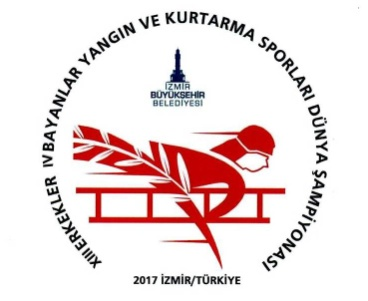 XIII ERKEKLER IV BAYANLAR YANGIN VE KURTARMA SPORLARI DÜNYA ŞAMPİYONASI
İZMİR
BÜYÜKŞEHİR
BELEDİYESİ
2017 İZMİR/TÜRKİYE